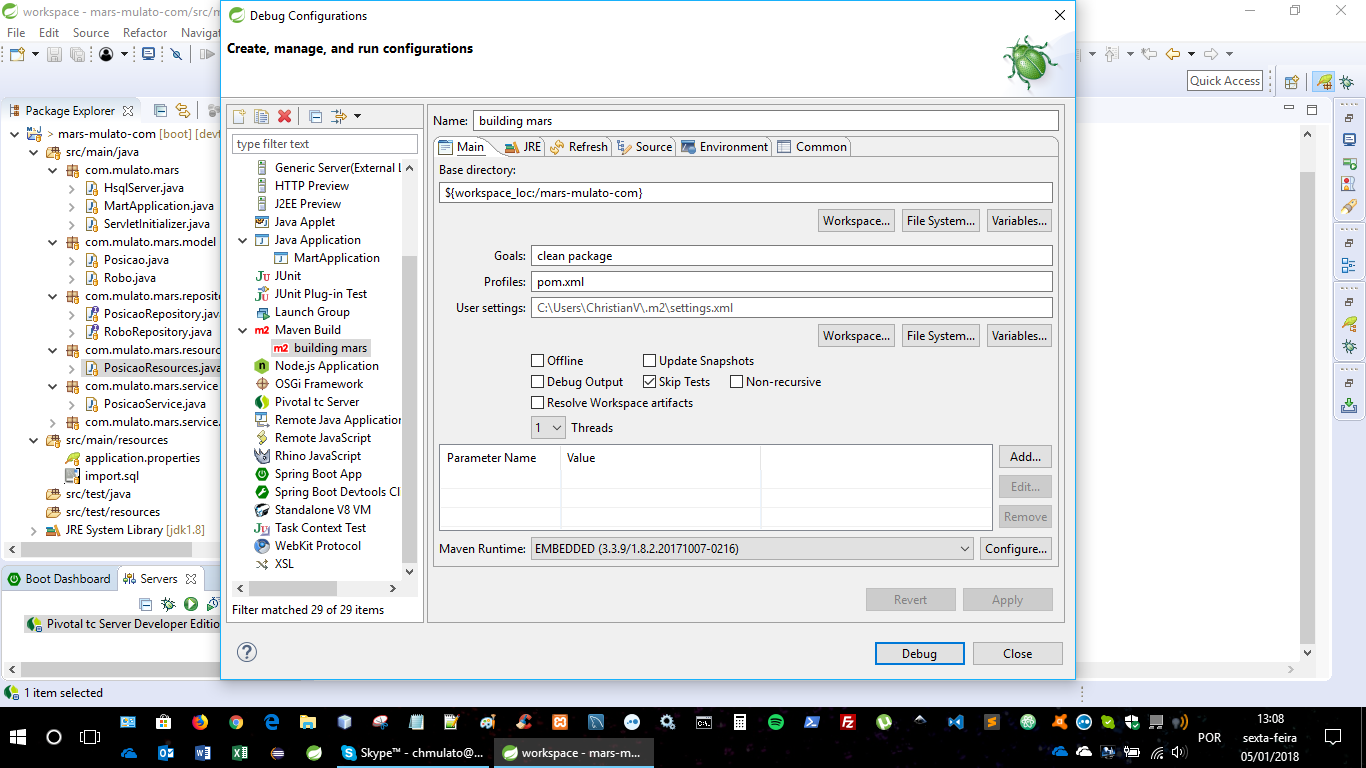 workspace - mars-mulato-com/src/m
File Edit Source Refactor Navigat
Quick Access
Package Explorer
> mars-mulato-com [boot] [devt
src/main/java
com.mulato.mars
HsqlServer.java
MartApplication.java
ServletInitializer.java
com.mulato.mars.model
Posicao.java
Robo.java
com.mulato.mars.reposito
PosicaoRepository.java
RoboRepository.java
com.mulato.mars.resourc
PosicaoResources.java
com.mulato.mars.service
PosicaoService.java
com.mulato.mars.service.
src/main/resources
application.properties
import.sql
src/test/java
src/test/resources
JRE System Library [jdk1.8]
Boot Dashboard Servers
Pivotal tc Server Developer Editio
1 item selected
Debug Configurations
Create, manage, and run configurations
type filter text
Generic Server(External L
HTTP Preview
J2EE Preview
Java Applet
Java Application
MartApplication
JUnit
JUnit Plug-in Test
Launch Group
Maven Build
building mars
Node.js Application
OSGi Framework
Pivotal tc Server
Remote Java Application
Remote JavaScript
Rhino JavaScript
Spring Boot App
Spring Boot Devtools Cl
Standalone V8 VM
Task Context Test
WebKit Protocol
XSL
Filter matched 29 of 29 items
Name: building mars
Main JRE Refresh Source Environment Common
Base directory:
${workspace_loc:/mars-mulato-com}
Workspace... File System... Variables...
Goals: clean package
Profiles: pom.xml
User settings: C:\Users\ChristianV\.m2\settings.xml
Workspace... File System... Variables...
Offline Update Snapshots
Debug Output Skip Tests Non-recursive
Resolve Workspace artifacts
1 Threads
Parameter Name Value
Add...
Edit...
Remove
Maven Runtime: EMBEDDED (3.3.9/1.8.2.20171007-0216) Configure...
Revert Apply
Debug Close
13:08
POR sexta-feira
05/01/2018
Skype™ - chmulato@... workspace - mars-m...